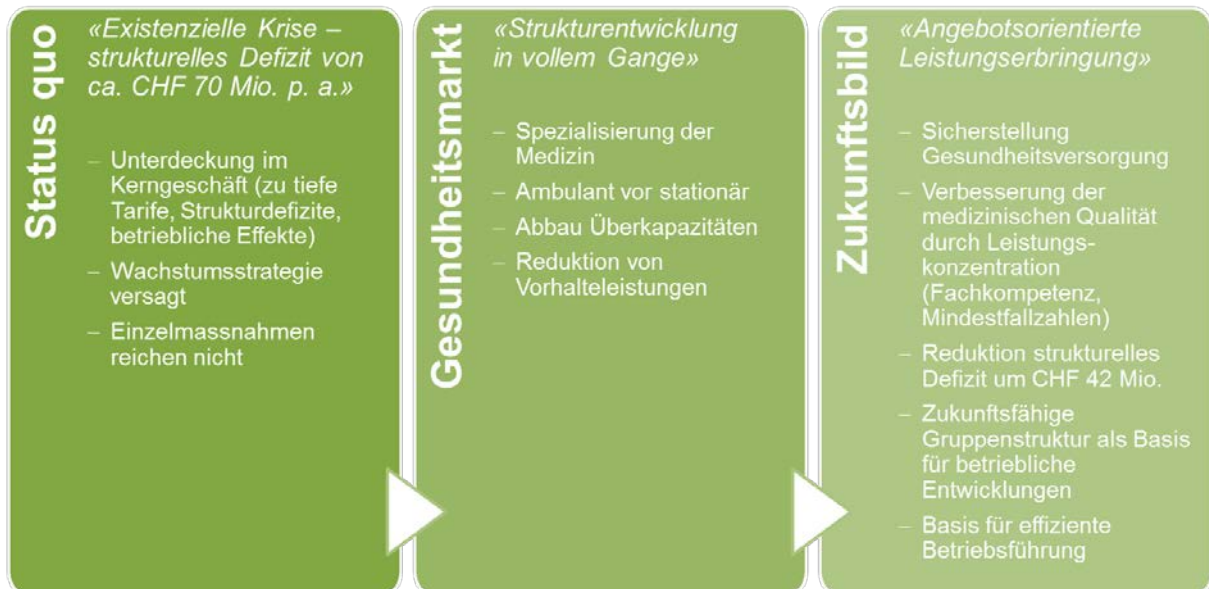 Status quo
«Existenzielle Krise –
strukturelles Defizit von
ca. CHF 70 Mio. p. a.»
– Unterdeckung im
Kerngeschäft (zu tiefe
Tarife, Strukturdefizite,
betriebliche Effekte)
– Wachstumsstrategie
versagt
– Einzelmassnahmen
reichen nicht
Gesundheitsmarkt
«Strukturentwicklung
in vollem Gange»
– Spezialisierung der
Medizin
– Ambulant vor stationär
– Abbau Überkapazitäten
– Reduktion von
Vorhalteleistungen
Zukunftsbild
«Angebotsorientierte
Leistungserbringung»
– Sicherstellung
Gesundheitsversorgung
– Verbesserung der
medizinischen Qualität
durch Leistungs-
konzentration
(Fachkompetenz,
Mindestfallzahlen)
– Reduktion strukturelles
Defizit um CHF 42 Mio.
– Zukunftsfähige
Gruppenstruktur als Basis
für betriebliche
Entwicklungen
– Basis für effiziente
Betriebsführung